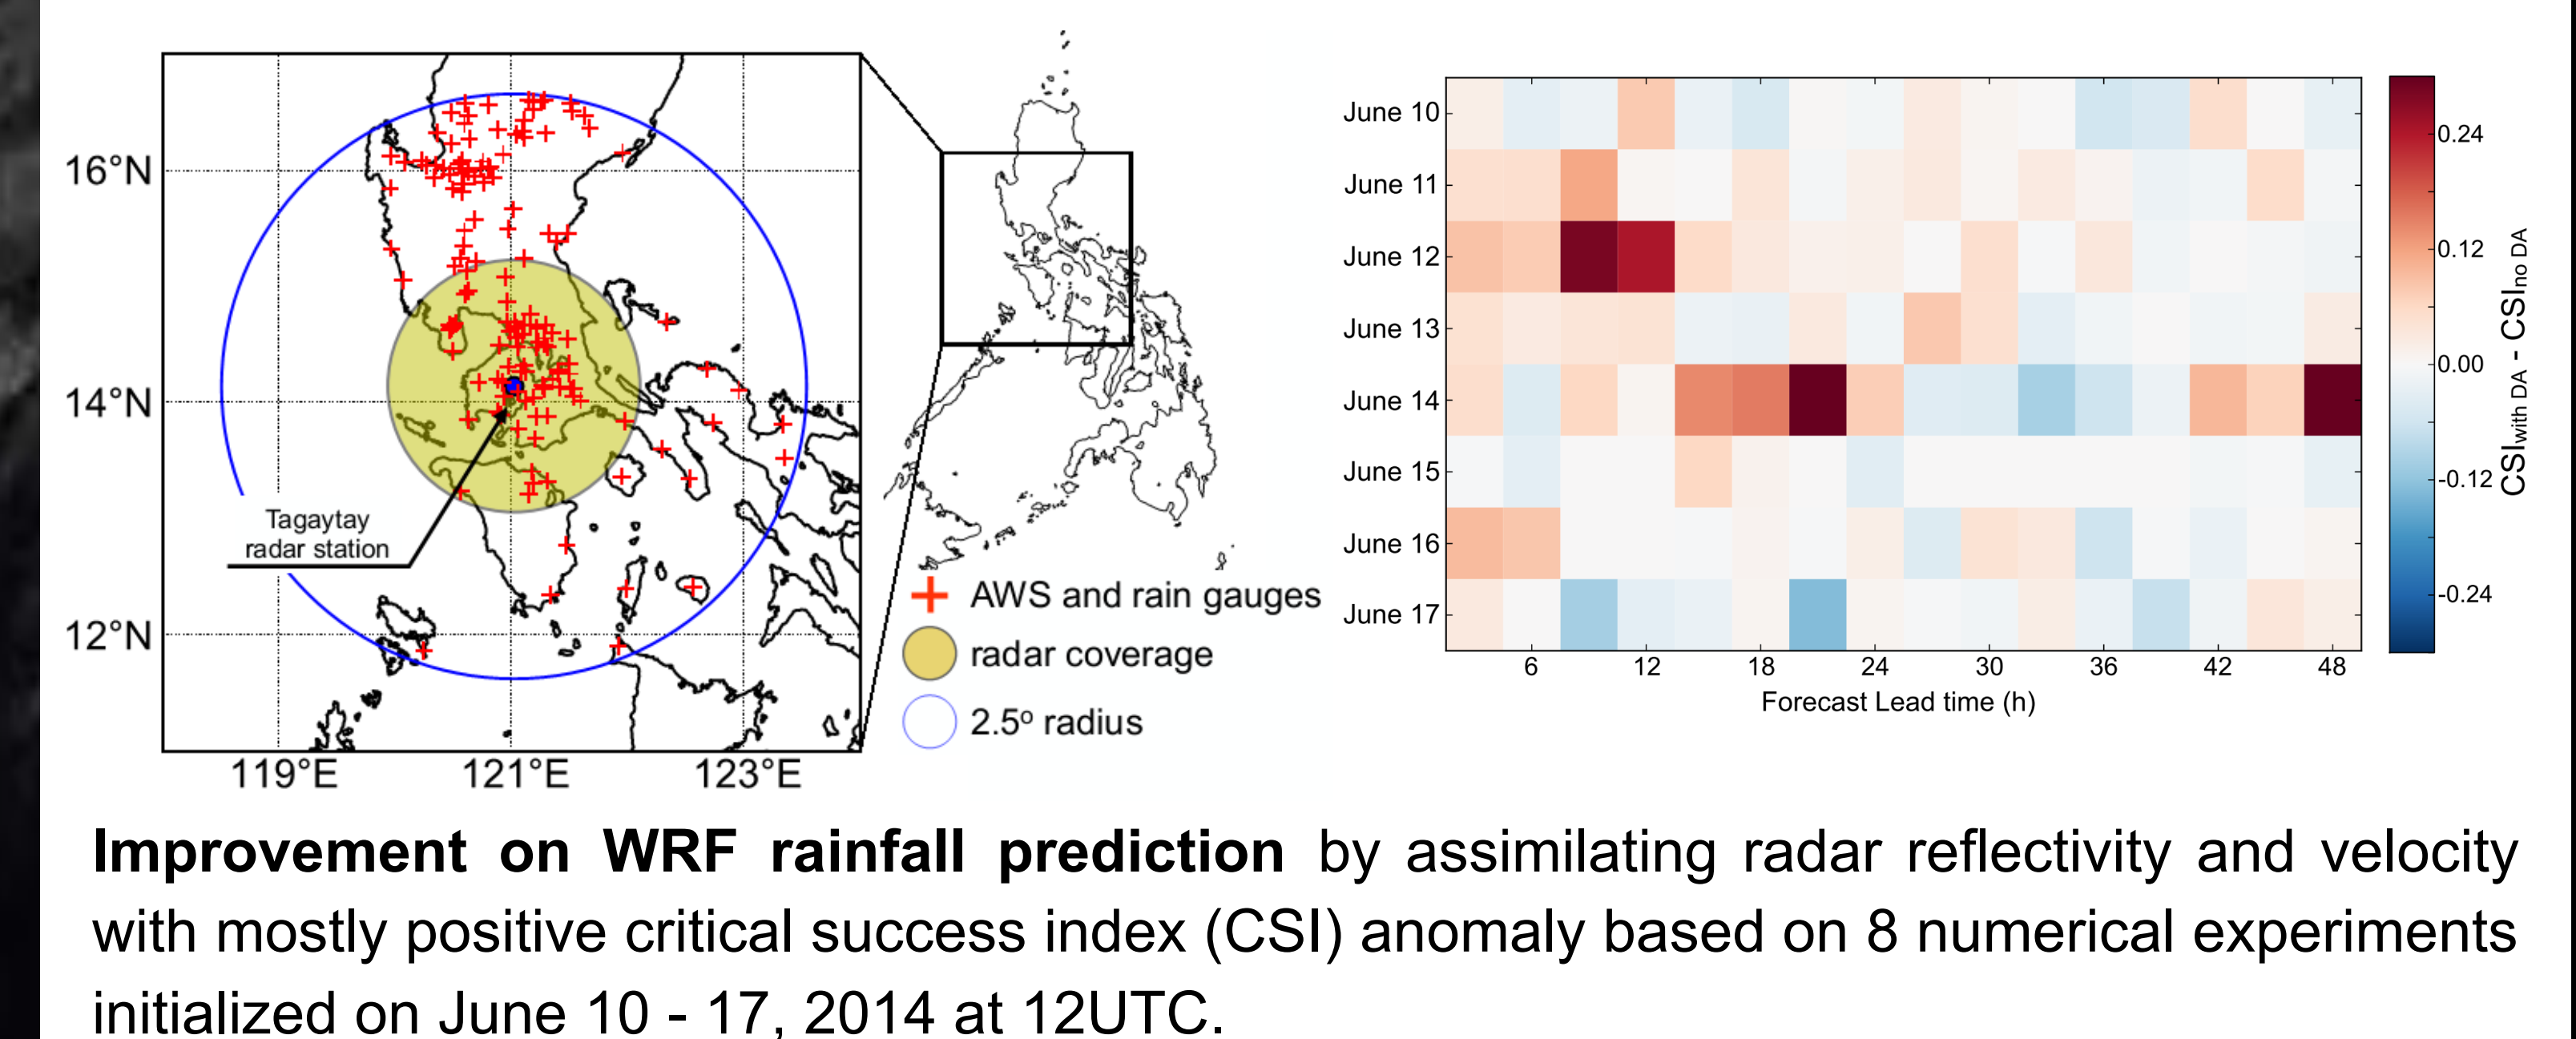 16°N
14°N
12°N
119°E
121°E
123°E
Tagaytay
radar station
AWS and rain gauges
radar coverage
2.5º radius
June 10
June 11
June 12
June 13
June 14
June 15
June 16
June 17
6 12 18 24 30 36 42 48
Forecast Lead time (h)
0.24
0.12
0.00
-0.12
-0.24
CSIwith DA - CSIno DA
Improvement on WRF rainfall prediction by assimilating radar reflectivity and velocity
with mostly positive critical success index (CSI) anomaly based on 8 numerical experiments
initialized on June 10 - 17, 2014 at 12UTC.